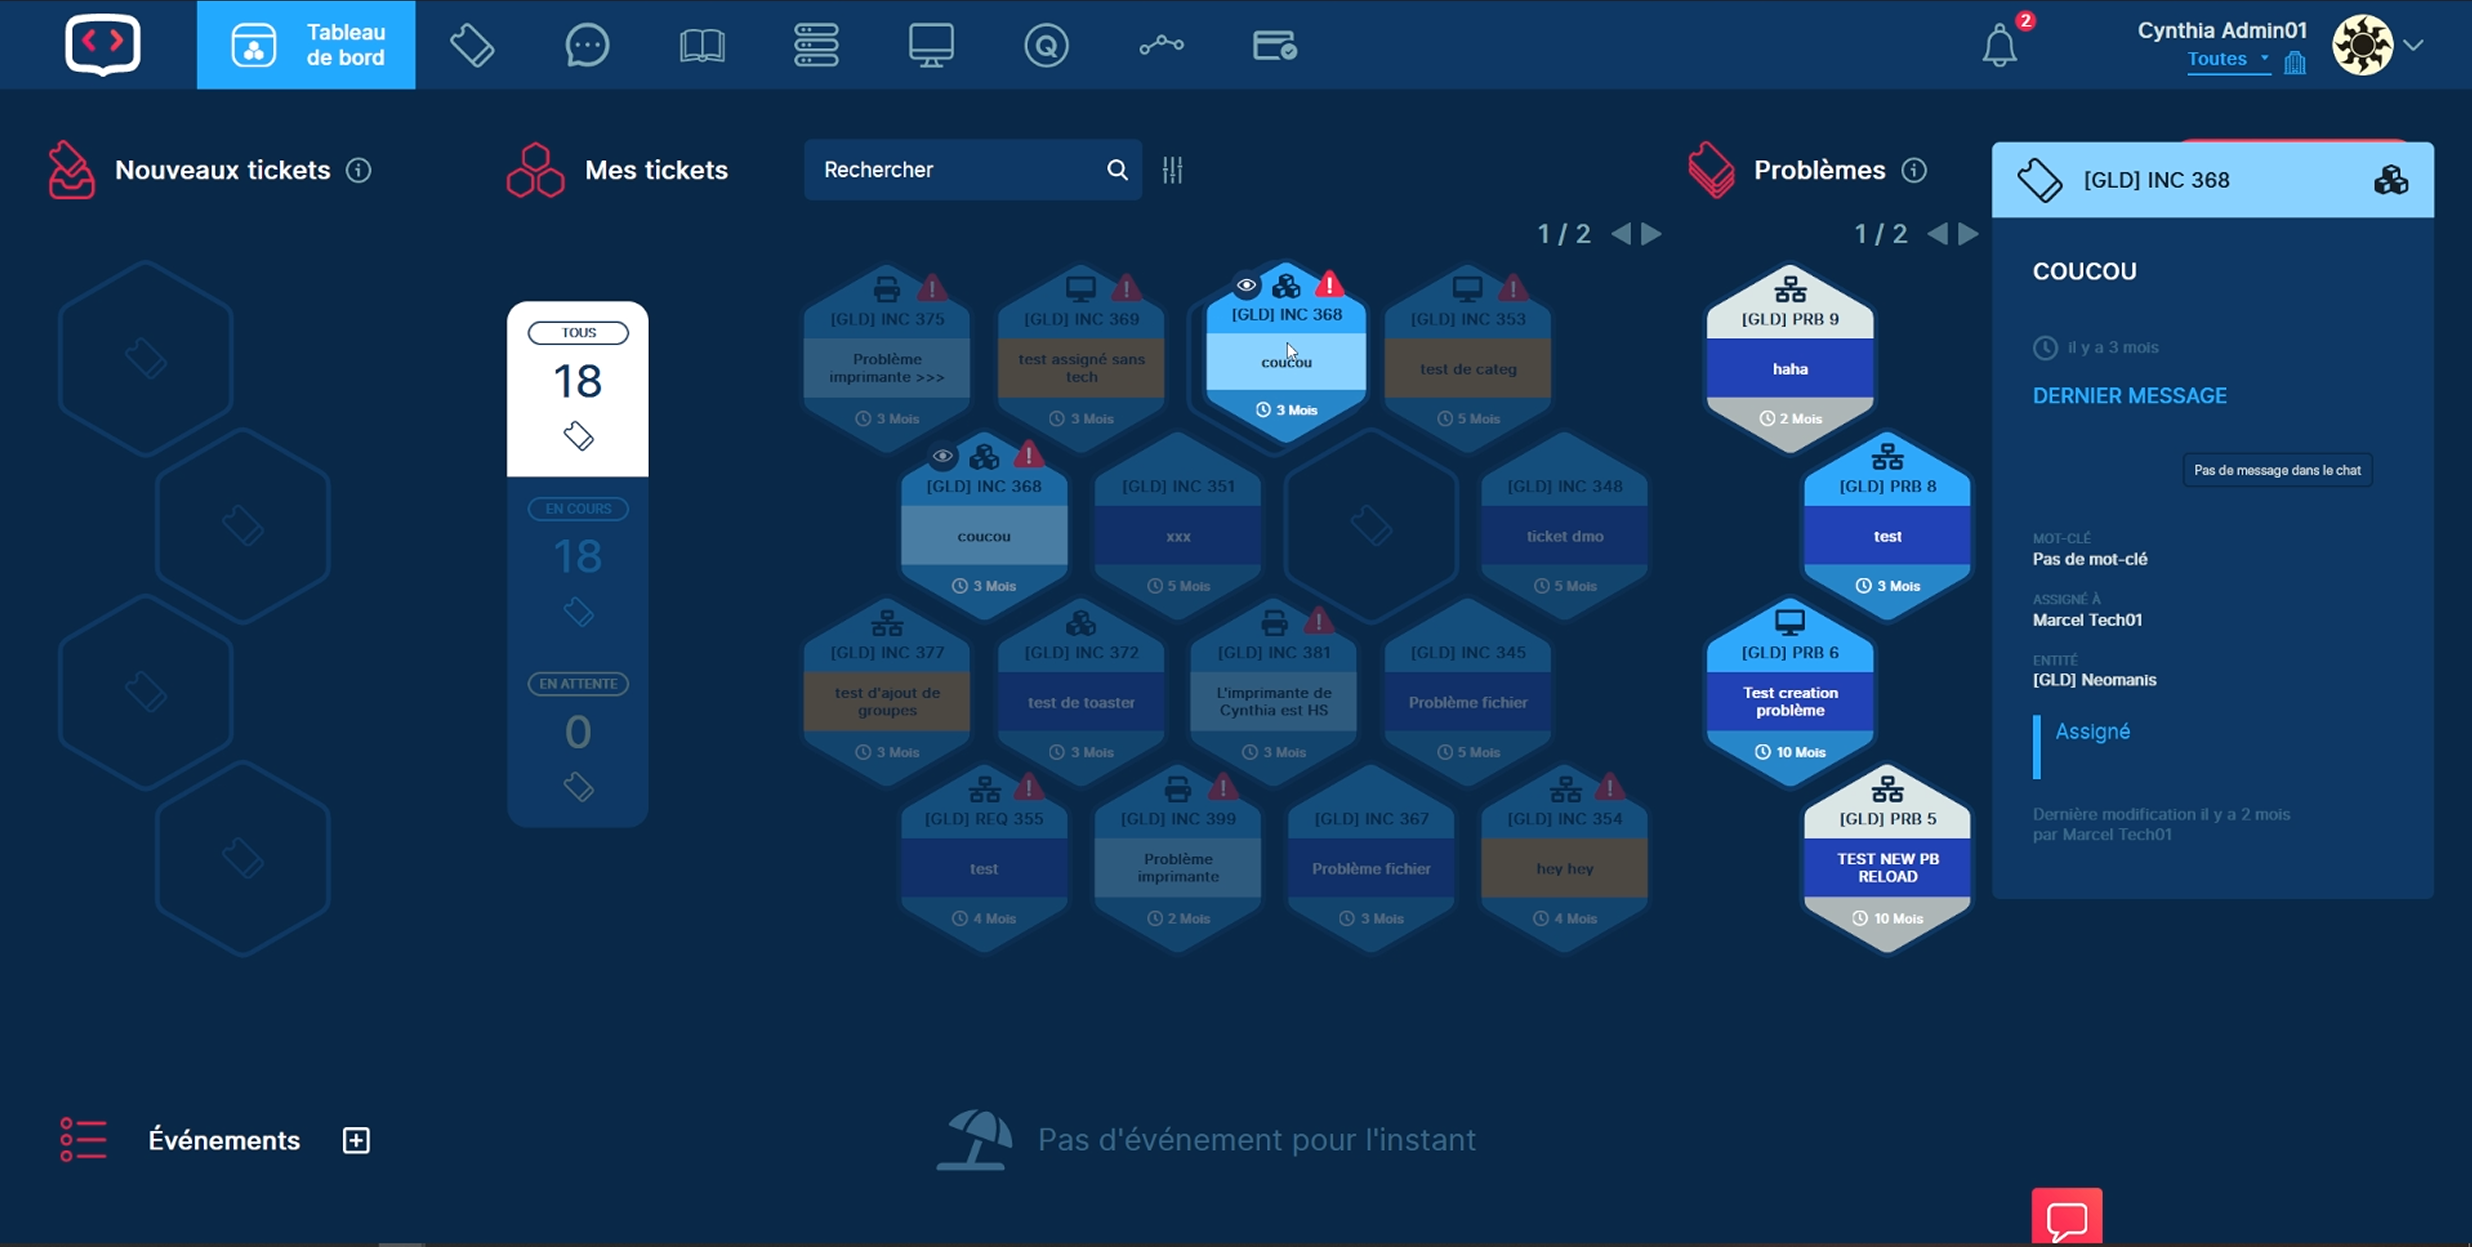 Tableau
de bord
2
Cynthia Admin01
Toutes
Nouveaux tickets
Mes tickets
Rechercher
Problèmes
1 / 2
1 / 2
TOUS
18
EN COURS
18
EN ATTENTE
0
[GLD] INC 375
Problème
imprimante >>>
3 Mois
[GLD] INC 369
test assigné sans
tech
3 Mois
[GLD] INC 368
coucou
3 Mois
[GLD] INC 353
test de categ
5 Mois
[GLD] INC 368
coucou
3 Mois
[GLD] INC 351
xxx
5 Mois
[GLD] INC 348
ticket dmo
5 Mois
[GLD] INC 377
test d'ajout de
groupes
3 Mois
[GLD] INC 372
test de toaster
3 Mois
[GLD] INC 381
L'imprimante de
Cynthia est HS
3 Mois
[GLD] INC 345
Problème fichier
5 Mois
[GLD] REQ 355
test
4 Mois
[GLD] INC 399
Problème
imprimante
2 Mois
[GLD] INC 367
Problème fichier
3 Mois
[GLD] INC 354
hey hey
4 Mois
[GLD] PRB 9
haha
2 Mois
[GLD] PRB 8
test
3 Mois
[GLD] PRB 6
Test creation
problème
10 Mois
[GLD] PRB 5
TEST NEW PB
RELOAD
10 Mois
[GLD] INC 368
COUCOU
il y a 3 mois
DERNIER MESSAGE
Pas de message dans le chat
MOT-CLÉ
Pas de mot-clé
ASSIGNÉ À
Marcel Tech01
ENTITÉ
[GLD] Neomanis
Assigné
Dernière modification il y a 2 mois
par Marcel Tech01
Événements
Pas d'événement pour l'instant